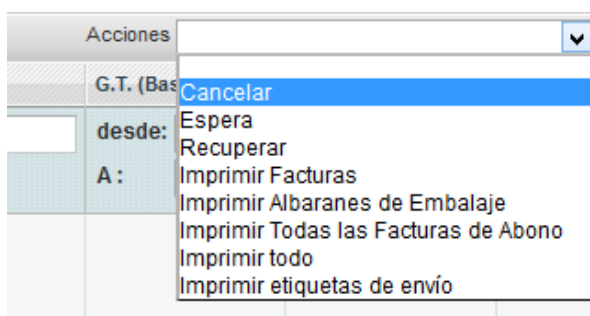 Acciones
G.T. (Bas
Cancelar
desde:
Espera
Recuperar
A :
Imprimir Facturas
Imprimir Albaranes de Embalaje
Imprimir Todas las Facturas de Abono
Imprimir todo
Imprimir etiquetas de envío